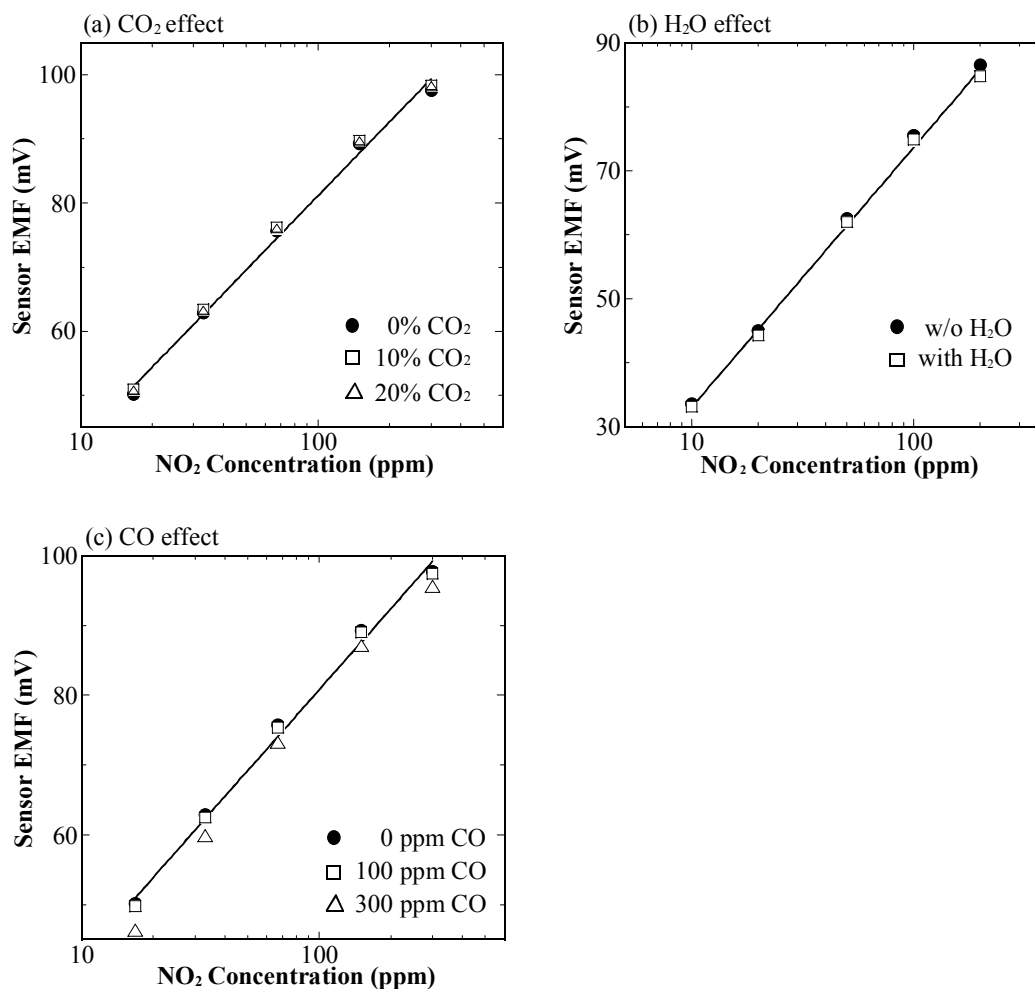 (a) CO₂ effect
100
80
60
Sensor EMF (mV)
0% CO₂
10% CO₂
20% CO₂
10
100
NO₂ Concentration (ppm)
(b) H₂O effect
90
70
50
30
Sensor EMF (mV)
w/o H₂O
with H₂O
10
100
NO₂ Concentration (ppm)
(c) CO effect
100
80
60
Sensor EMF (mV)
0 ppm CO
100 ppm CO
300 ppm CO
10
100
NO₂ Concentration (ppm)